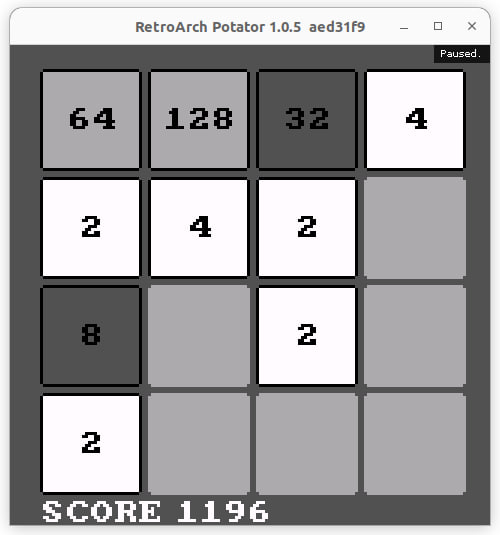 RetroArch Potator 1.0.5 aed31f9
Paused.
64 128 32 4
2 4 2
8 2
2
SCORE 1196